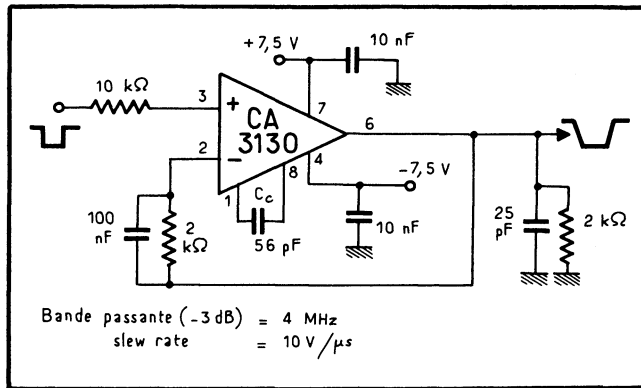 +7,5 V
10 nF
10 kΩ
3
+
CA
3130
7
6
2
−
4
8
−7,5 V
1
Cc
56 pF
100
nF
2
kΩ
10 nF
25
pF
2 kΩ
Bande passante (-3 dB) = 4 MHz
slew rate = 10 V/µs